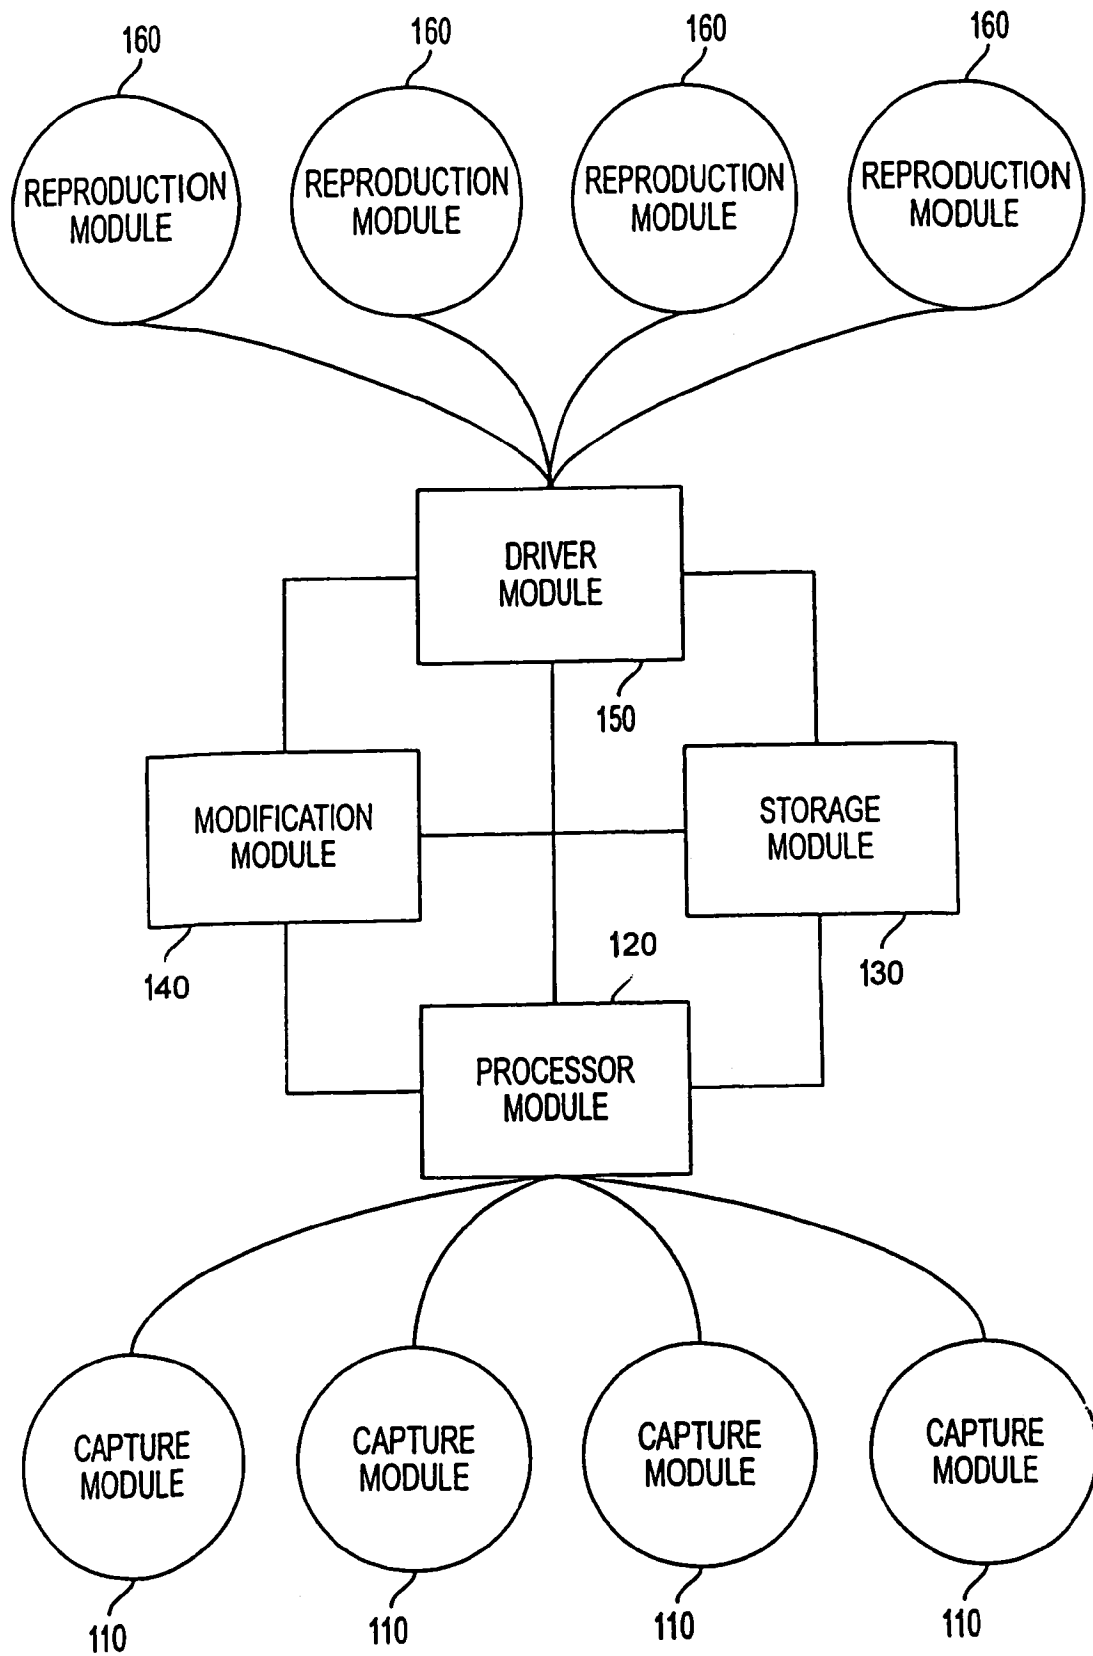 160 160 160 160
REPRODUCTION MODULE
REPRODUCTION MODULE
REPRODUCTION MODULE
REPRODUCTION MODULE
DRIVER
MODULE
150
MODIFICATION
MODULE
140
STORAGE
MODULE
130
120
PROCESSOR
MODULE
CAPTURE
MODULE
CAPTURE
MODULE
CAPTURE
MODULE
CAPTURE
MODULE
110 110 110 110